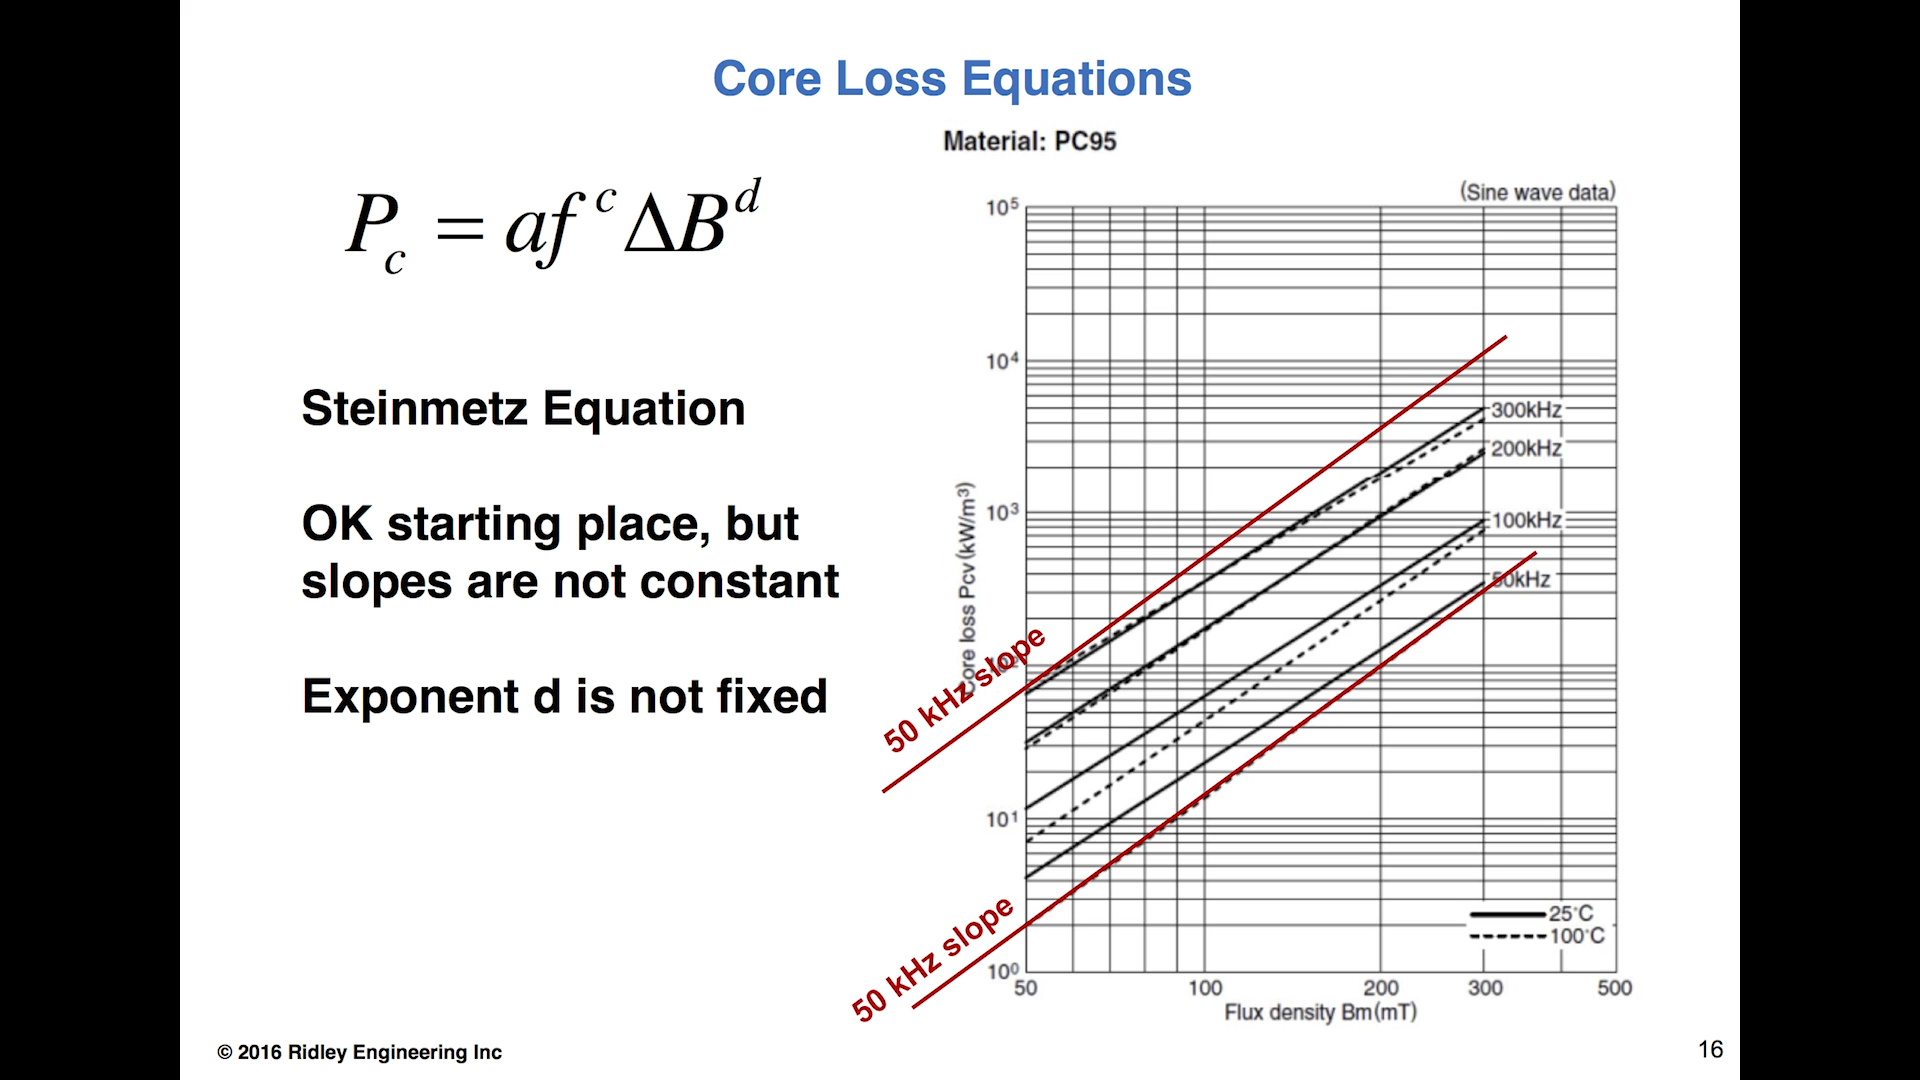 Core Loss Equations
Material: PC95
P_c = af^c ΔB^d
Steinmetz Equation
OK starting place, but
slopes are not constant
Exponent d is not fixed
(Sine wave data)
10^5
10^4
10^3
10^1
10^0
Core loss Pcv(kW/m³)
300kHz
200kHz
100kHz
50kHz
50 kHz slope
50 kHz slope
25°C
100°C
50 100 200 300 500
Flux density Bm(mT)
© 2016 Ridley Engineering Inc
16